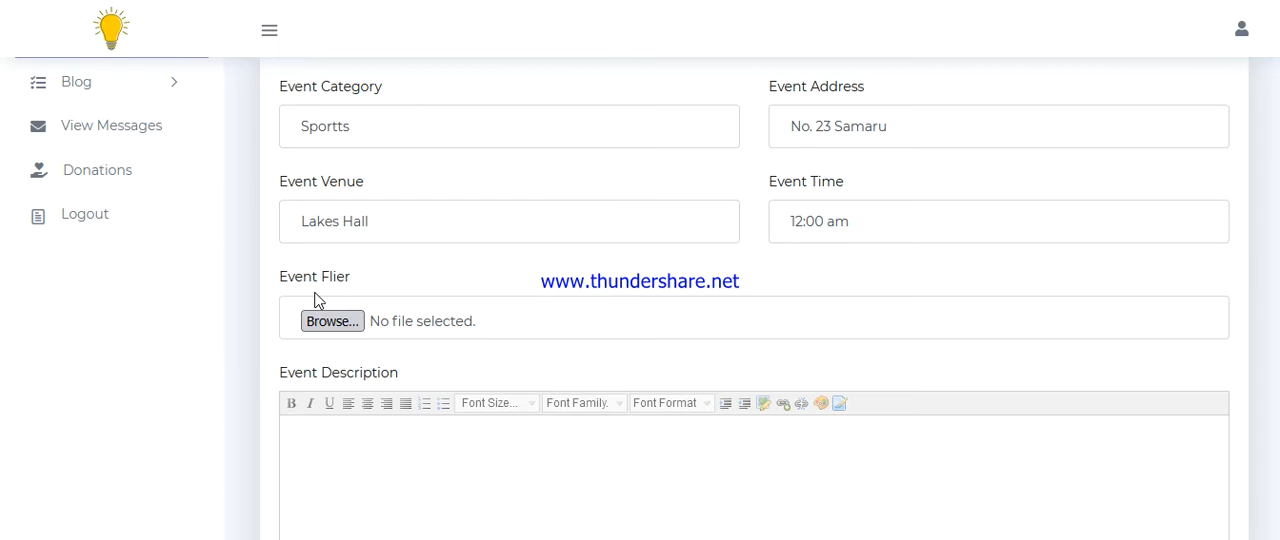 Blog
View Messages
Donations
Logout
Event Category
Event Address
Sportts
No. 23 Samaru
Event Venue
Event Time
Lakes Hall
12:00 am
Event Flier
www.thundershare.net
Browse... No file selected.
Event Description
B I U Font Size... Font Family. Font Format